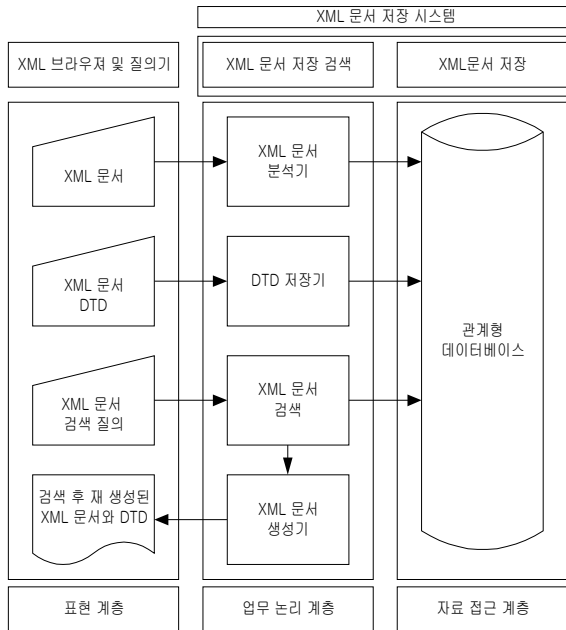 XML 문서 저장 시스템
XML 브라우져 및 질의기
XML 문서 저장 검색
XML문서 저장
XML 문서
XML 문서
분석기
XML 문서
DTD
DTD 저장기
관계형
데이터베이스
XML 문서
검색 질의
XML 문서
검색
검색 후 재 생성된
XML 문서와 DTD
XML 문서
생성기
표현 계층
업무 논리 계층
자료 접근 계층